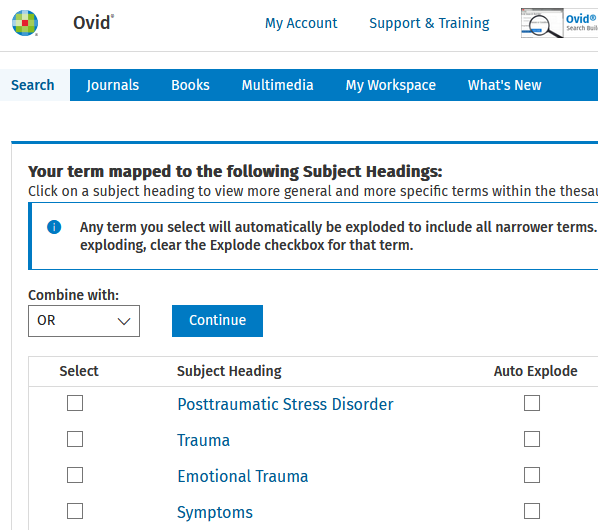 Ovid®
My Account
Support & Training
Ovid®
Search Buil
Search
Journals
Books
Multimedia
My Workspace
What's New
Your term mapped to the following Subject Headings:
Click on a subject heading to view more general and more specific terms within the thesau
Any term you select will automatically be exploded to include all narrower terms.
exploding, clear the Explode checkbox for that term.
Combine with:
OR
Continue
Select
Subject Heading
Auto Explode
Posttraumatic Stress Disorder
Trauma
Emotional Trauma
Symptoms